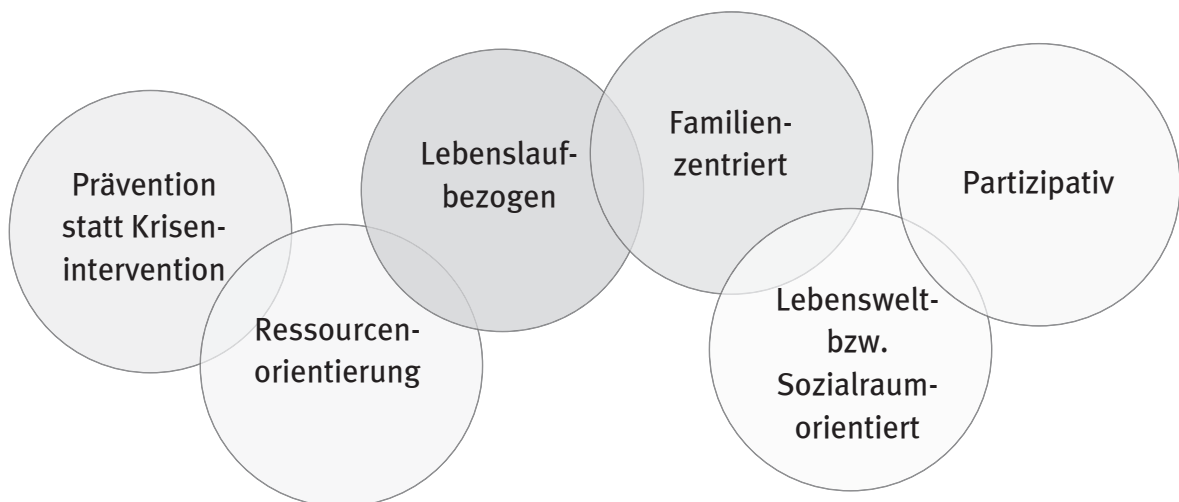 Prävention
statt Krisen-
intervention
Ressourcen-
orientierung
Lebenslauf-
bezogen
Familien-
zentriert
Lebenswelt-
bzw.
Sozialraum-
orientiert
Partizipativ